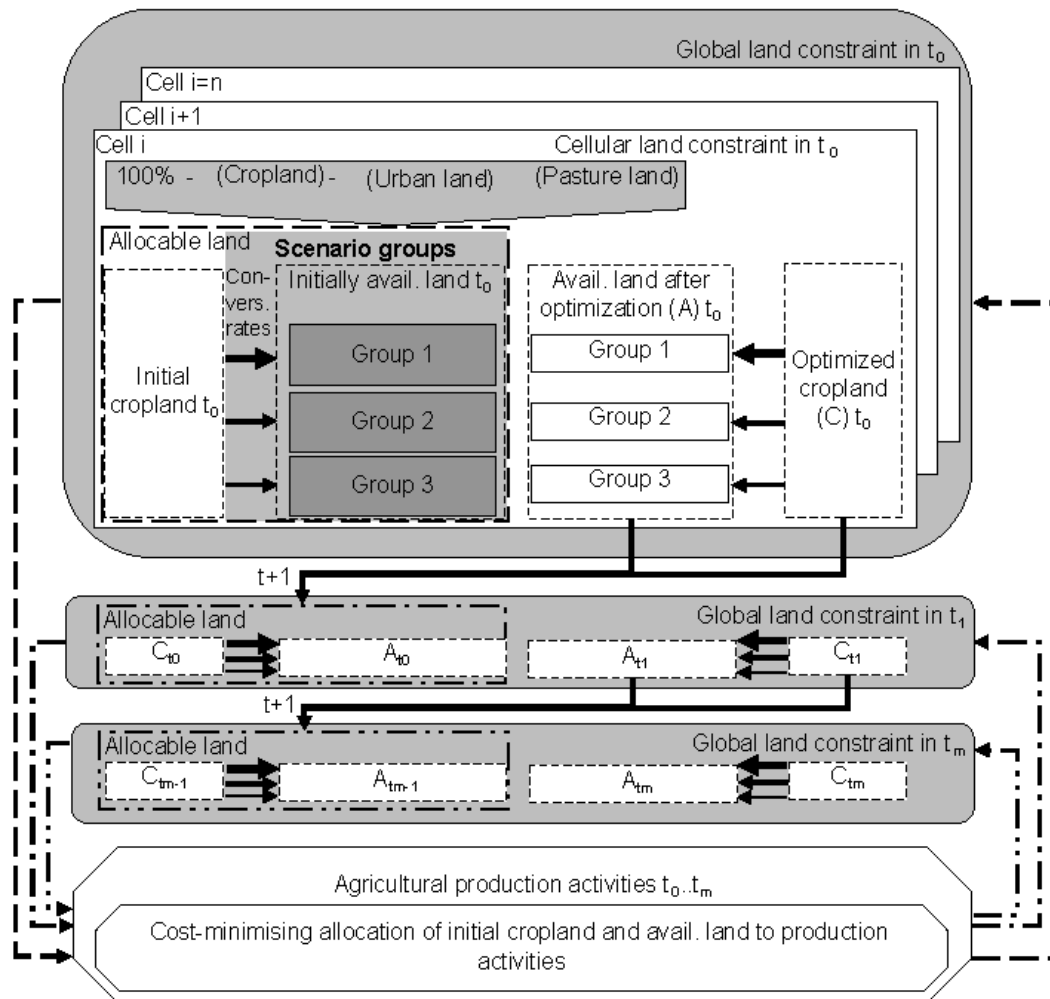 Global land constraint in t0
Cell i=n
Cell i+1
Cell i
Cellular land constraint in t0
100% - (Cropland) - (Urban land) (Pasture land)
Allocable land
Scenario groups
Con-
vers.
rates
Initially avail. land t0
Avail. land after
optimization (A) t0
Initial
cropland t0
Group 1
Group 2
Group 3
Group 1
Group 2
Group 3
Optimized
cropland
(C) t0
t+1
Allocable land
Global land constraint in t1
Ct0
At0
At1
Ct1
t+1
Allocable land
Global land constraint in tm
Ctm-1
Atm-1
Atm
Ctm
Agricultural production activities t0..tm
Cost-minimising allocation of initial cropland and avail. land to production
activities